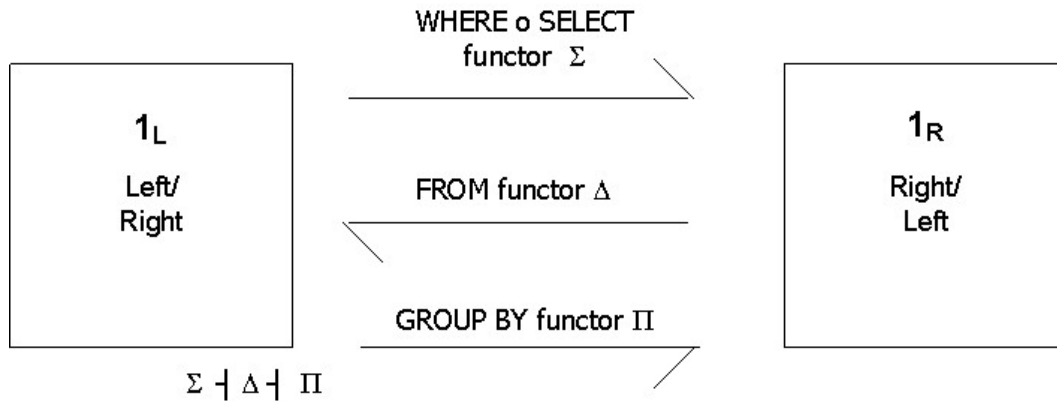 WHERE o SELECT
functor Σ
1L
Left/
Right
1R
Right/
Left
FROM functor Δ
GROUP BY functor Π
Σ ┤ Δ ┤ Π